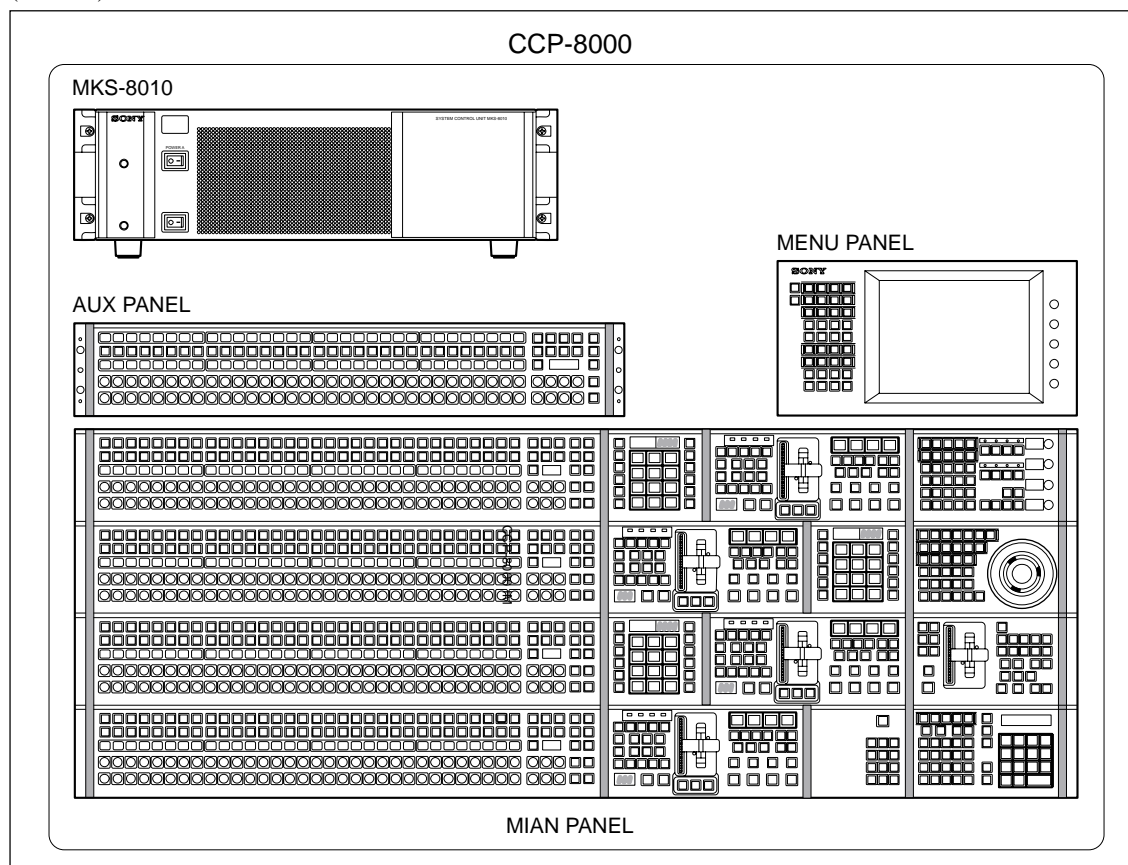 CCP-8000
MKS-8010
SONY
SYSTEM CONTROL UNIT MKS-8010
POWER A
MENU PANEL
SONY
AUX PANEL
MIAN PANEL